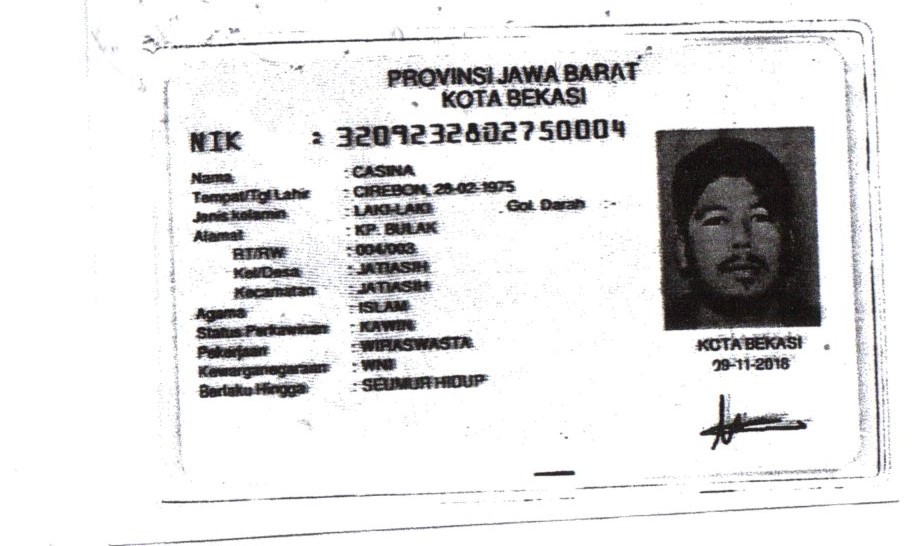 PROVINSI JAWA BARAT
KOTA BEKASI
NIK : 3209232802750004
Nama : CASINA
Tempat/Tgl Lahir : CIREBON, 28-02-1975
Jenis kelamin : LAKI-LAKI Gol. Darah :-
Alamat : KP. BULAK
RT/RW : 004/003
Kel/Desa : JATIASIH
Kecamatan : JATIASIH
Agama : ISLAM
Status Perkawinan : KAWIN
Pekerjaan : WIRASWASTA
Kewarganegaraan : WNI
Berlaku Hingga : SEUMUR HIDUP
KOTA BEKASI
09-11-2018